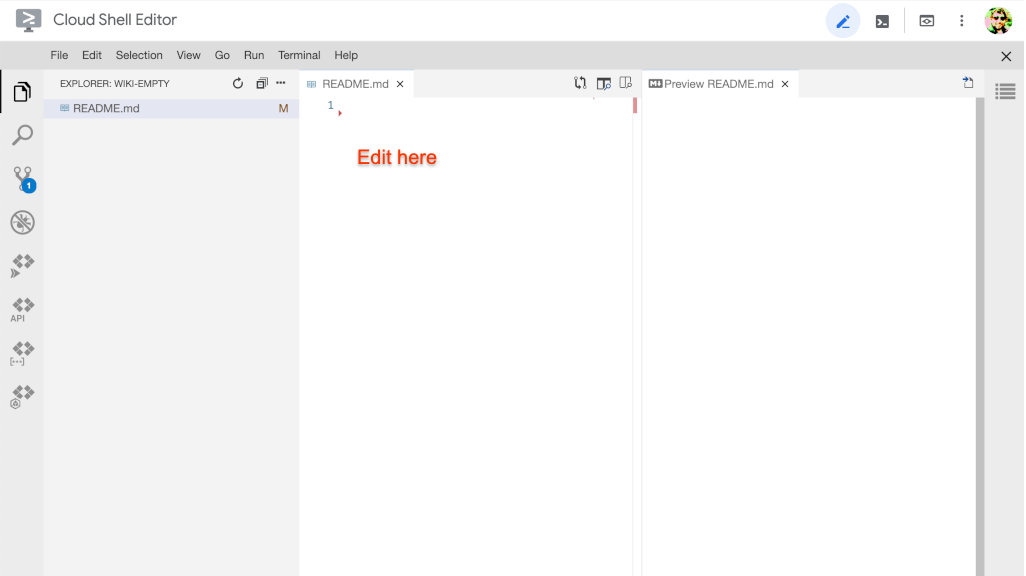 Cloud Shell Editor
File Edit Selection View Go Run Terminal Help
EXPLORER: WIKI-EMPTY
README.md M
1
API
README.md
1
Edit here
Preview README.md